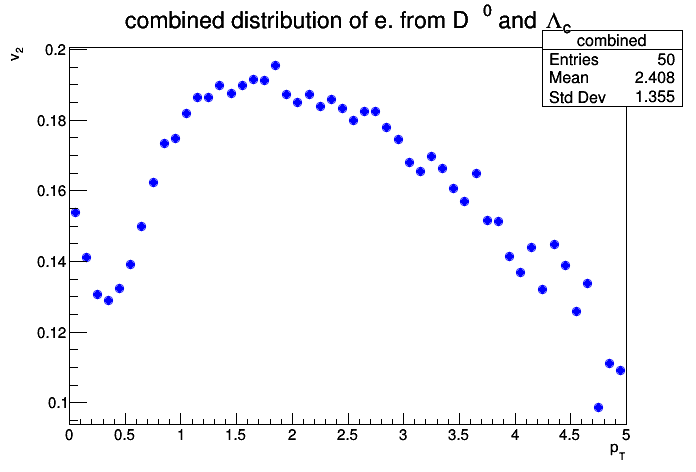 combined distribution of e. from D ⁰ and Λc
combined
Entries 50
Mean 2.408
Std Dev 1.355
v₂
0.2
0.18
0.16
0.14
0.12
0.1
0 0.5 1 1.5 2 2.5 3 3.5 4 4.5 5
p_T